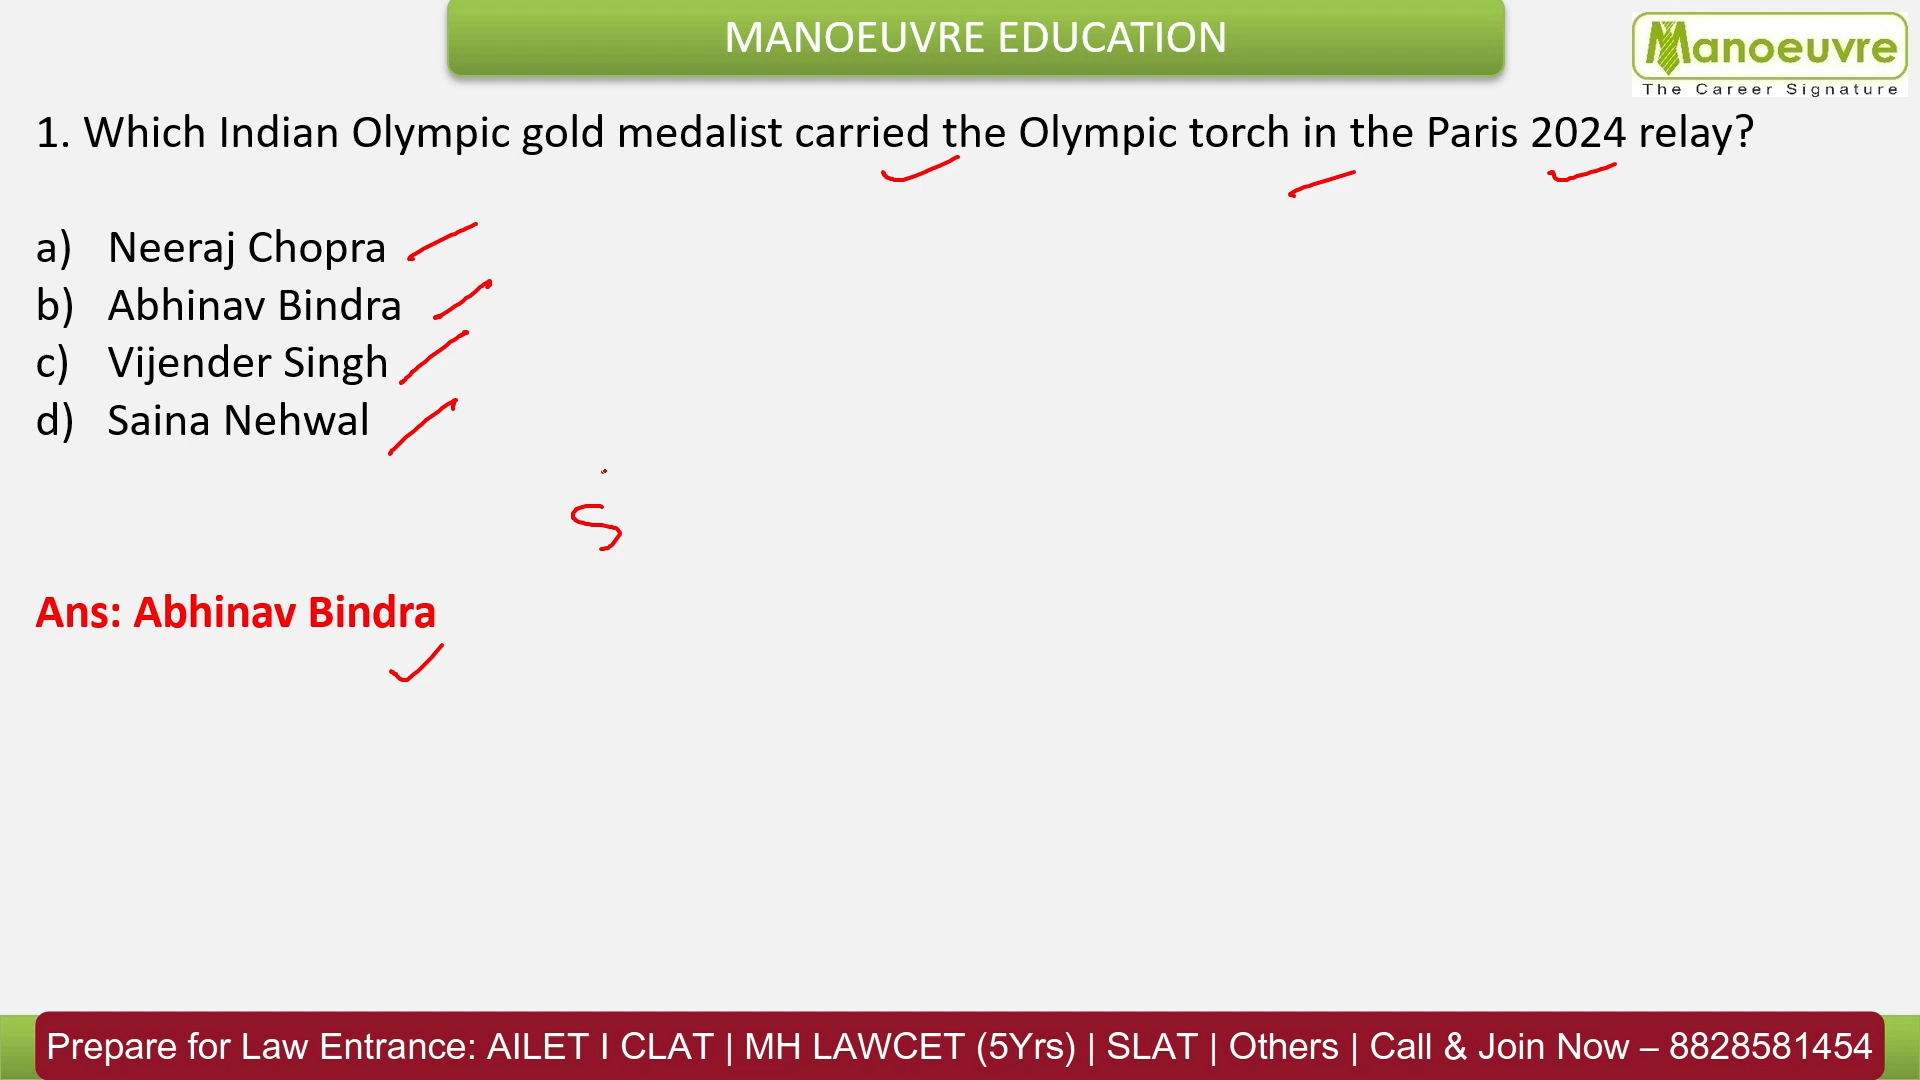 MANOEUVRE EDUCATION
Manoeuvre
The Career Signature
1. Which Indian Olympic gold medalist carried the Olympic torch in the Paris 2024 relay?
a) Neeraj Chopra
b) Abhinav Bindra
c) Vijender Singh
d) Saina Nehwal
S
Ans: Abhinav Bindra
Prepare for Law Entrance: AILET I CLAT | MH LAWCET (5Yrs) | SLAT | Others | Call & Join Now – 8828581454